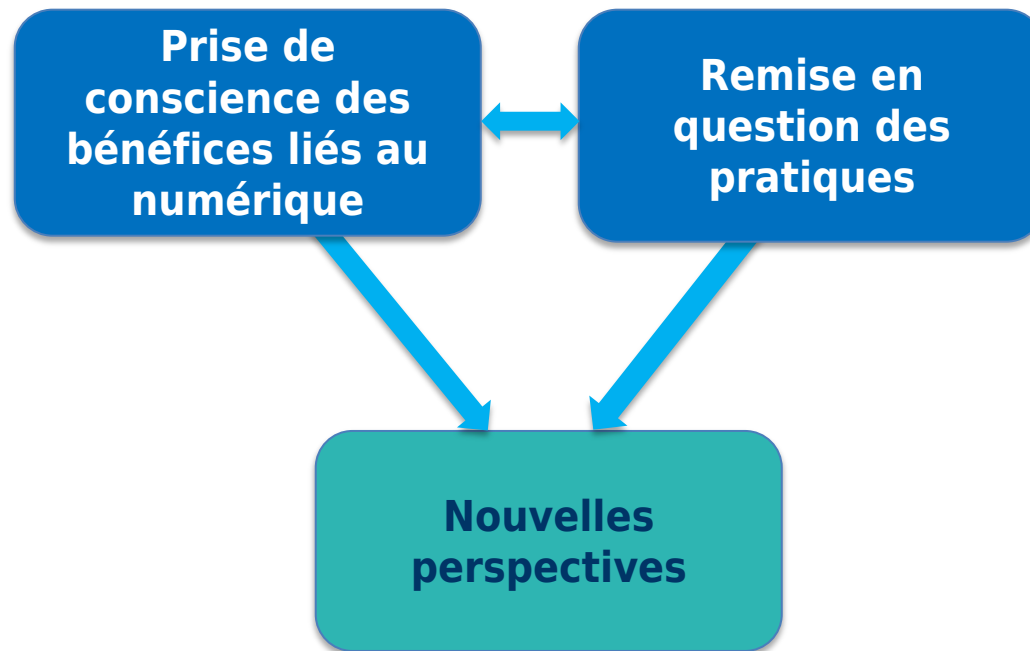 Prise de
conscience des
bénéfices liés au
numérique
Remise en
question des
pratiques
Nouvelles
perspectives